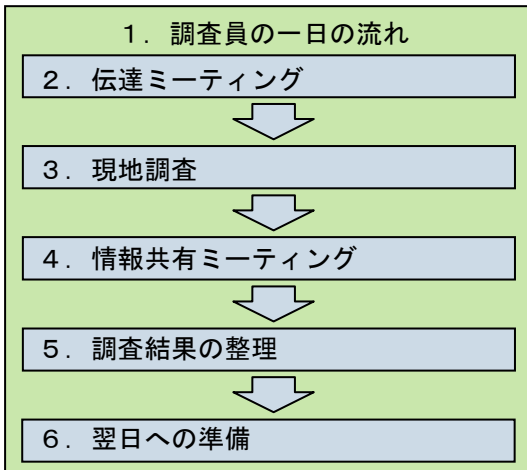 １．調査員の一日の流れ
２．伝達ミーティング
３．現地調査
４．情報共有ミーティング
５．調査結果の整理
６．翌日への準備